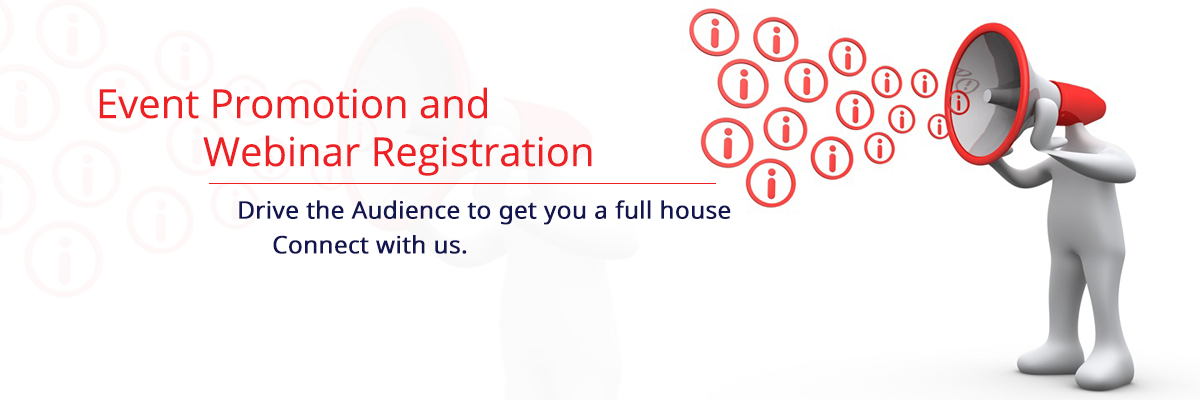 Event Promotion and
Webinar Registration
Drive the Audience to get you a full house
Connect with us.